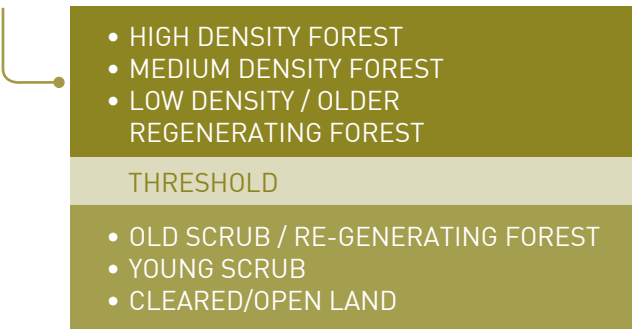 • HIGH DENSITY FOREST
• MEDIUM DENSITY FOREST
• LOW DENSITY / OLDER
REGENERATING FOREST
THRESHOLD
• OLD SCRUB / RE-GENERATING FOREST
• YOUNG SCRUB
• CLEARED/OPEN LAND